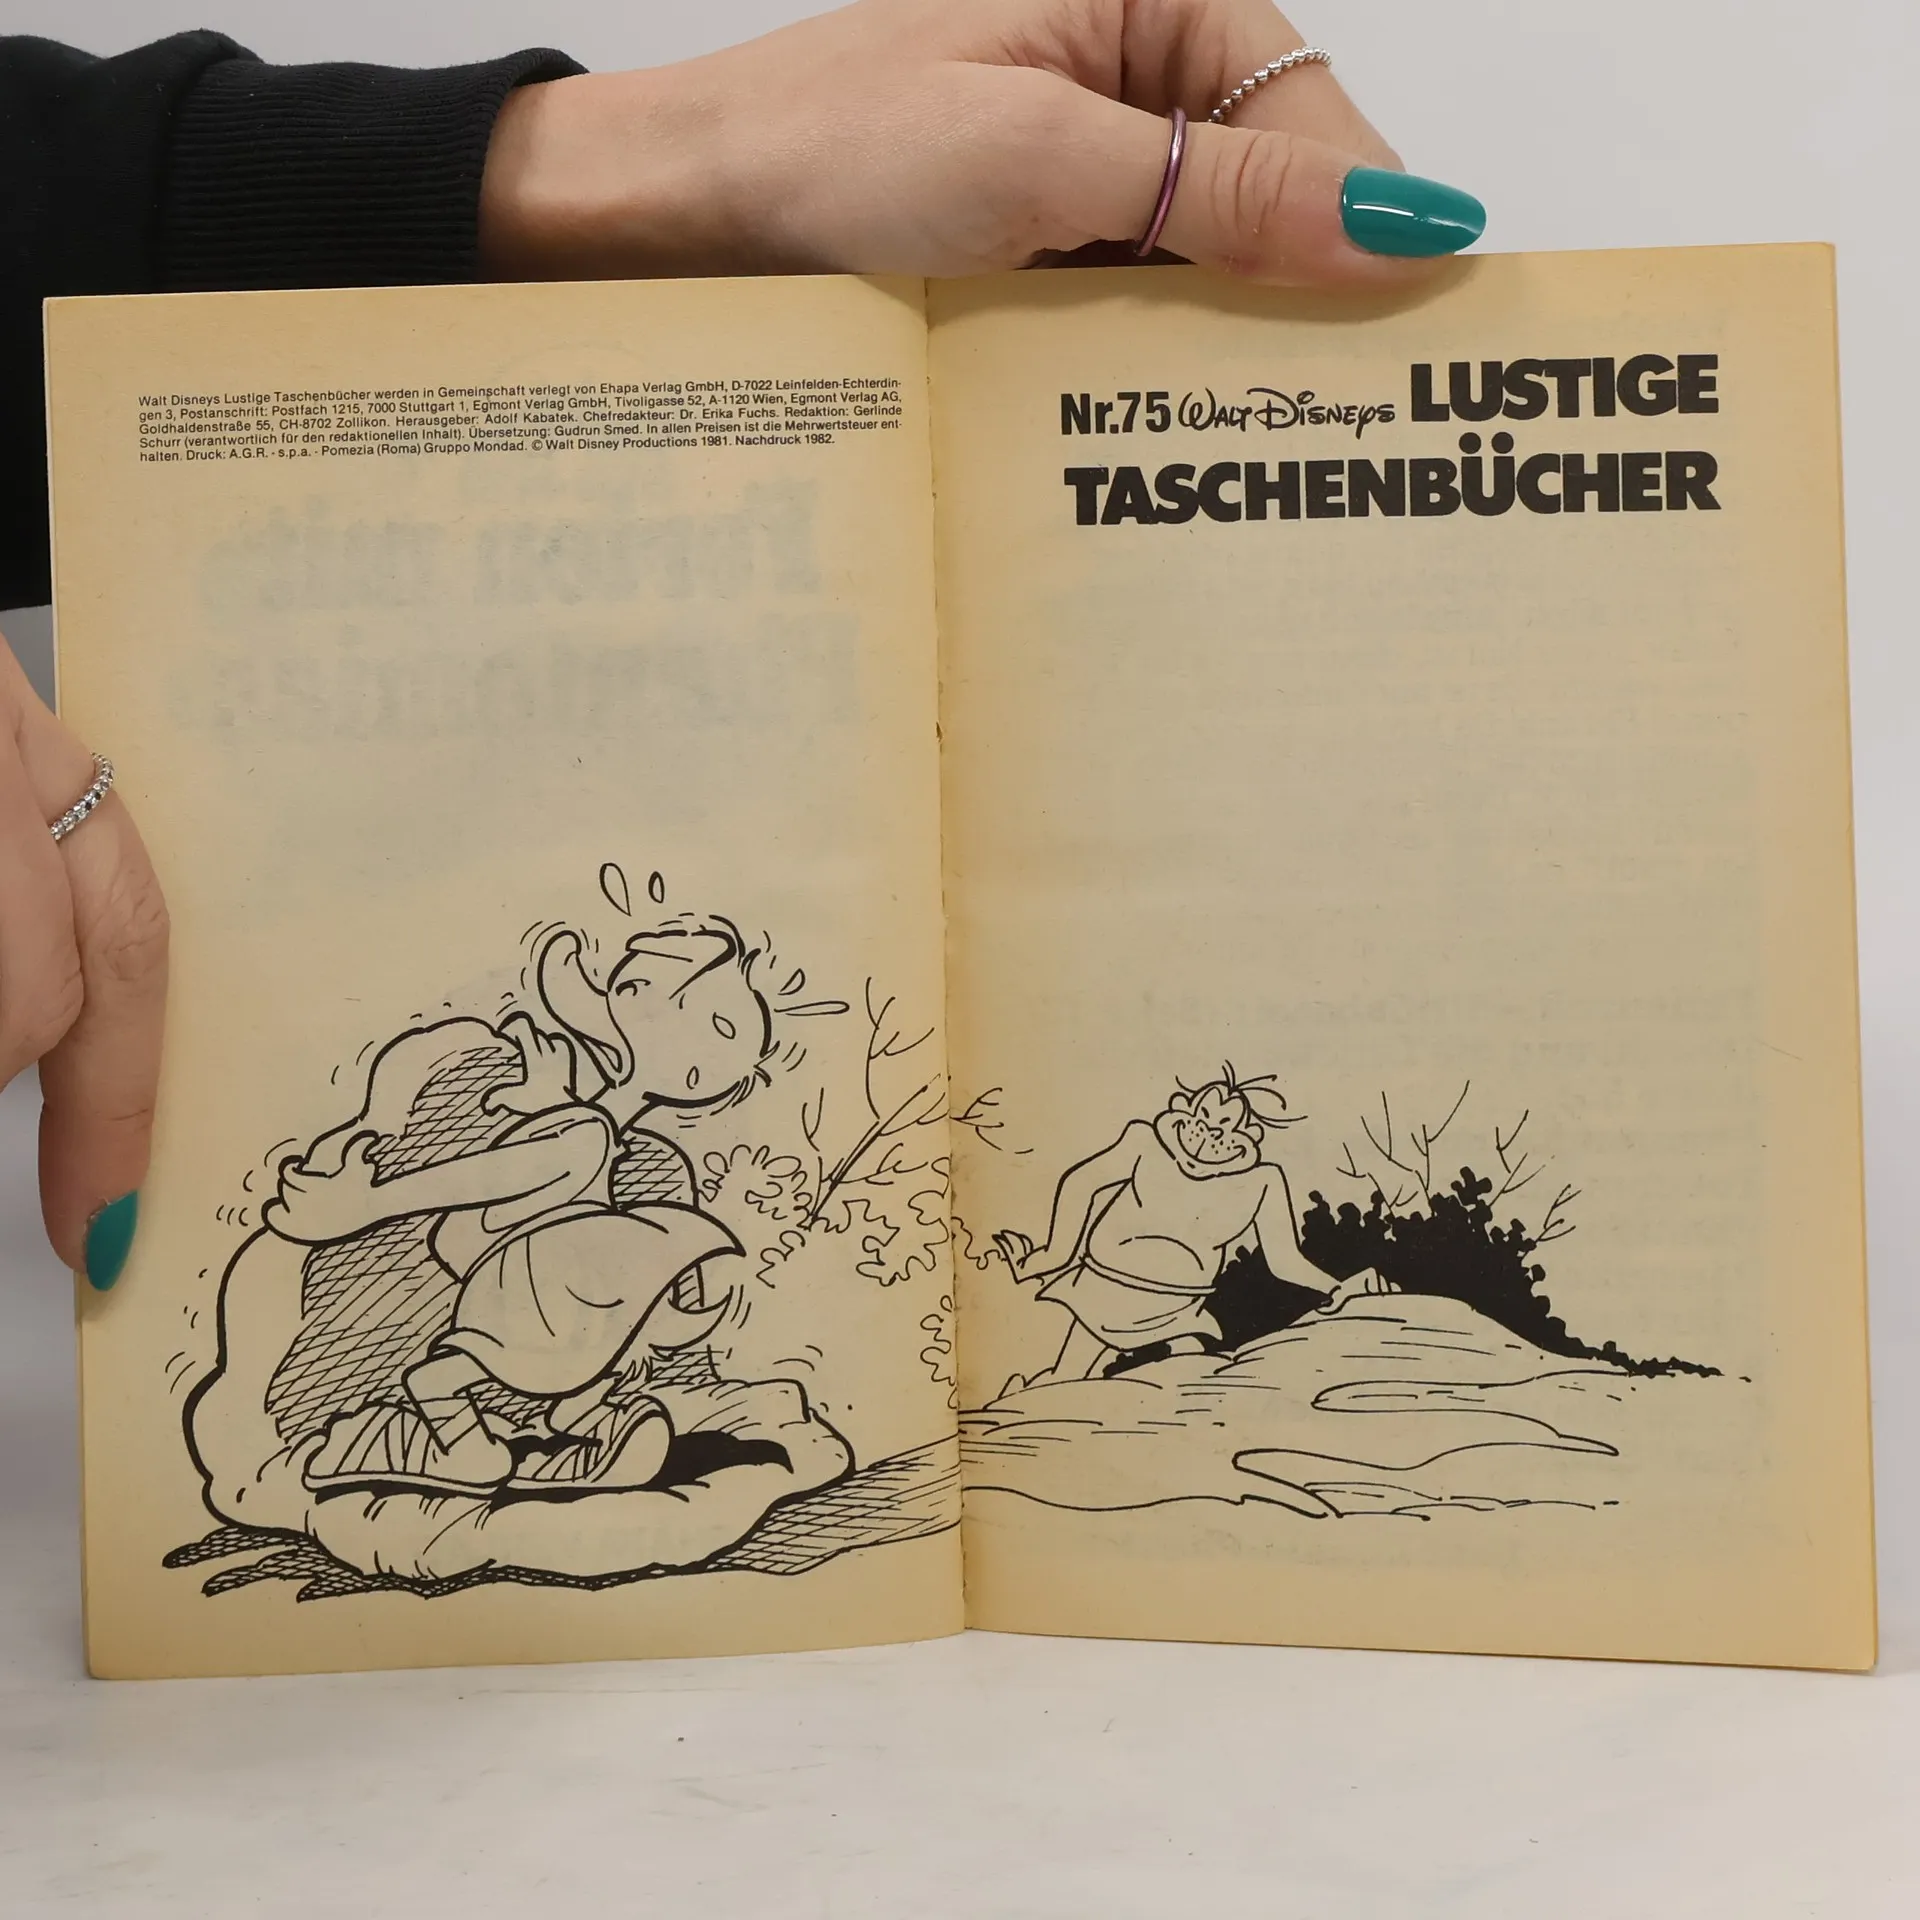 Walt Disneys Lustige Taschenbücher werden in Gemeinschaft verlegt von Ehapa Verlag GmbH, D-7022 Leinfelden-Echterdin-
gen 3, Postanschrift: Postfach 1215, 7000 Stuttgart 1, Egmont Verlag GmbH, Tivoligasse 52, A-1120 Wien, Egmont Verlag AG,
Goldhaldenstraße 55, CH-8702 Zollikon. Herausgeber: Adolf Kabatek. Chefredakteur: Dr. Erika Fuchs. Redaktion: Gerlinde
Schurr (verantwortlich für den redaktionellen Inhalt). Übersetzung: Gudrun Smed. In allen Preisen ist die Mehrwertsteuer ent-
halten. Druck: A.G.R. - s.p.a. - Pomezia (Roma) Gruppo Mondad. © Walt Disney Productions 1981. Nachdruck 1982.
Nr.75 WALT DISNEYS LUSTIGE
TASCHENBÜCHER